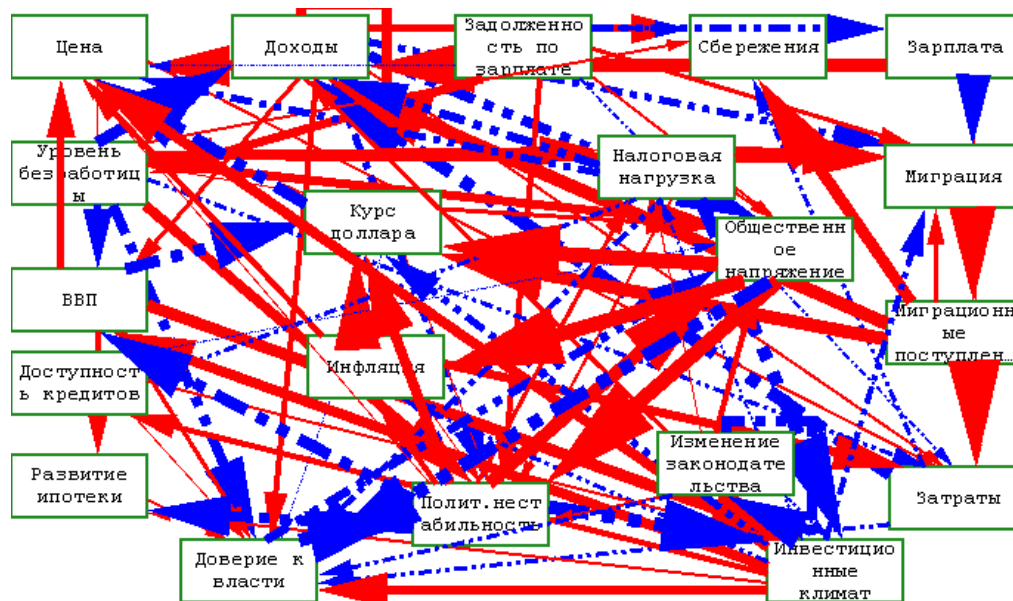 Цена
Доходы
Задолженно
сть по
зарплате
Сбережения
Зарплата
Уровень
безработиц
ы
Налоговая
нагрузка
Миграция
Курс
доллара
Общественн
ое
напряжение
ВВП
Миграционн
ые
поступлен…
Инфляция
Доступност
ь кредитов
Развитие
ипотеки
Изменение
законодате
льства
Затраты
Полит.нест
абильность
Доверие к
власти
Инвестицио
нные
климат